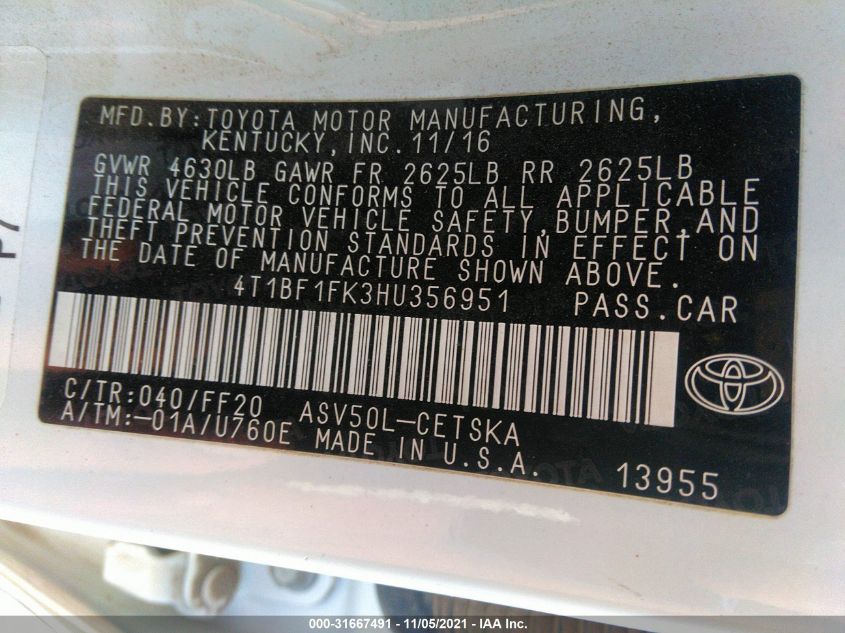 MFD.BY:TOYOTA MOTOR MANUFACTURING,
KENTUCKY, INC. 11/16
GVWR 4630LB GAWR FR 2625LB RR 2625LB
THIS VEHICLE CONFORMS TO ALL APPLICABLE
FEDERAL MOTOR VEHICLE SAFETY, BUMPER, AND
THEFT PREVENTION STANDARDS IN EFFECT ON
THE DATE OF MANUFACTURE SHOWN ABOVE.
4T1BF1FK3HU356951 PASS.CAR
C/TR:040/FF20 ASV50L-CETSKA
A/TM:-01A/U760E MADE IN U.S.A.
13955
P7
000-31667491 - 11/05/2021 - IAA Inc.